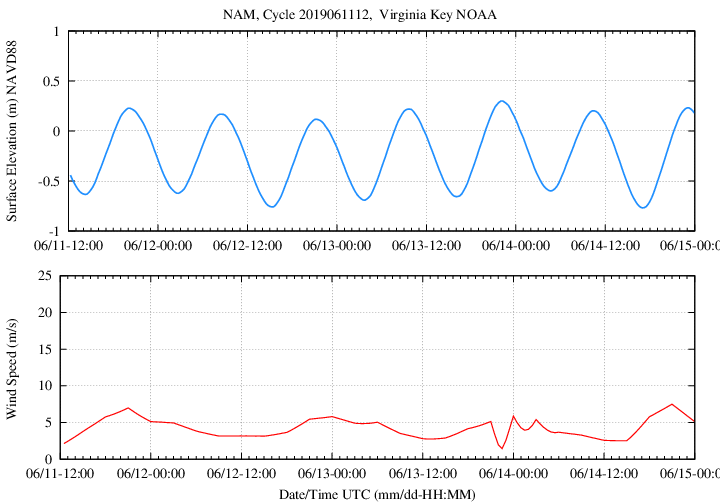 NAM, Cycle 2019061112,  Virginia Key NOAA
Surface Elevation (m) NAVD88
1
0.5
0
-0.5
-1
06/11-12:00 06/12-00:00 06/12-12:00 06/13-00:00 06/13-12:00 06/14-00:00 06/14-12:00 06/15-00:0
Wind Speed (m/s)
25
20
15
10
5
0
06/11-12:00 06/12-00:00 06/12-12:00 06/13-00:00 06/13-12:00 06/14-00:00 06/14-12:00 06/15-00:0
Date/Time UTC (mm/dd-HH:MM)